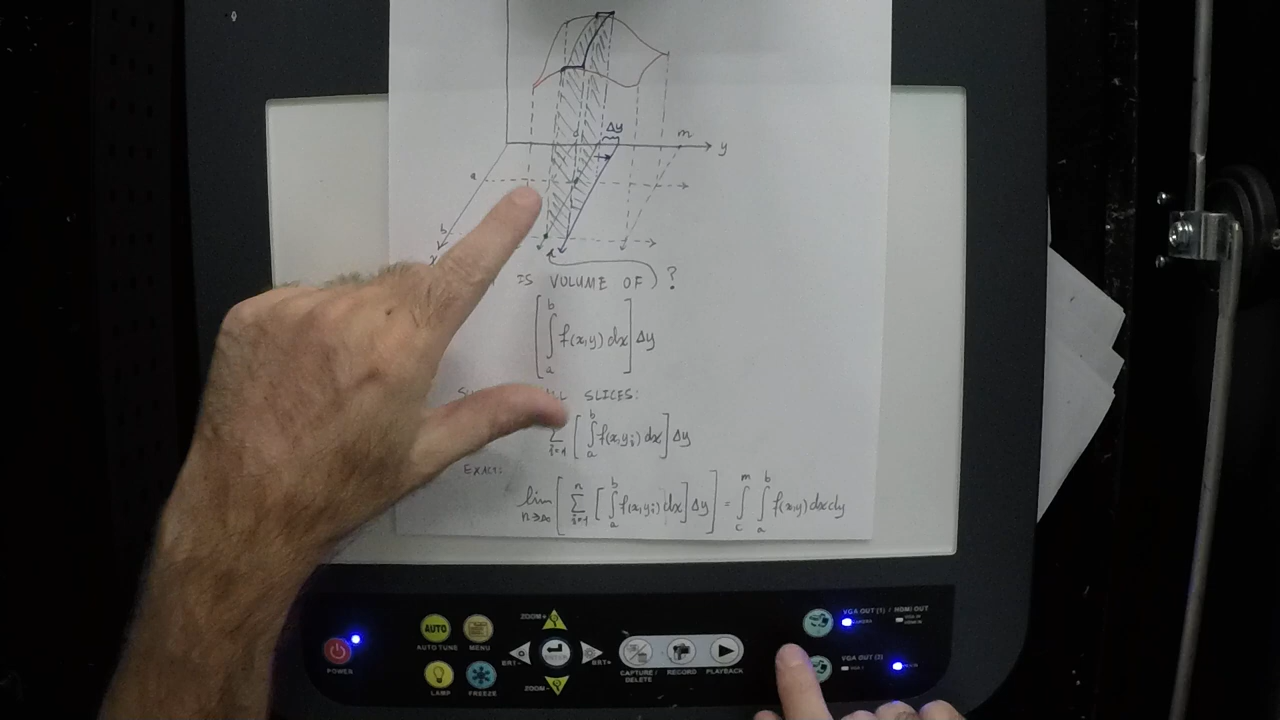 Δy
m
y
a
b
IS VOLUME OF ) ?
[ ∫_a^b f(x,y) dx ] Δy
ALL SLICES:
∑ [ ∫_a^b f(x,y_i) dx ] Δy
EXACT:
lim_{n→∞} [ ∑_{i=1}^n [ ∫_a^b f(x,y_i) dx ] Δy ] = ∫_c^m ∫_a^b f(x,y) dx dy
AUTO
AUTO TUNE
MENU
ZOOM+
BRT-
BRT+
ZOOM-
POWER
LAMP
FREEZE
CAPTURE / DELETE
RECORD
PLAYBACK
VGA OUT (1) / HDMI OUT
VGA OUT (2)